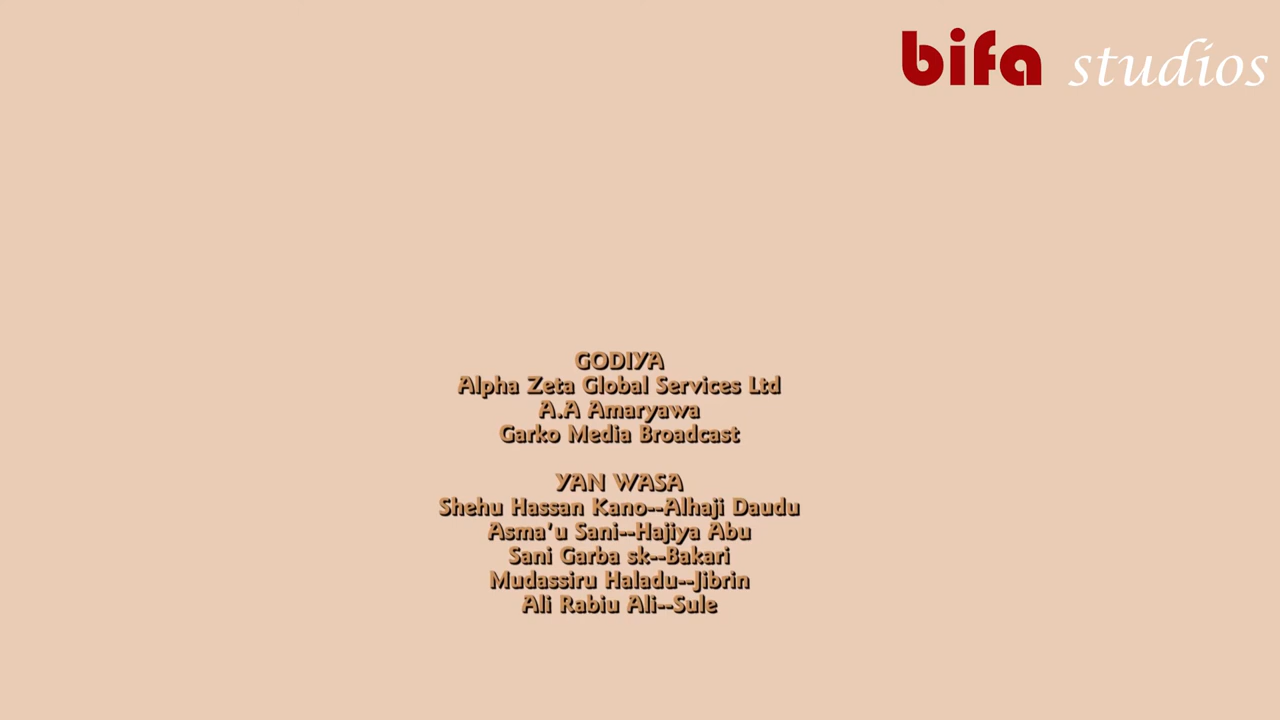 bifa studios
GODIYA
Alpha Zeta Global Services Ltd
A.A Amaryawa
Garko Media Broadcast
YAN WASA
Shehu Hassan Kano--Alhaji Daudu
Asma'u Sani--Hajiya Abu
Sani Garba sk--Bakari
Mudassiru Haladu--Jibrin
Ali Rabiu Ali--Sule